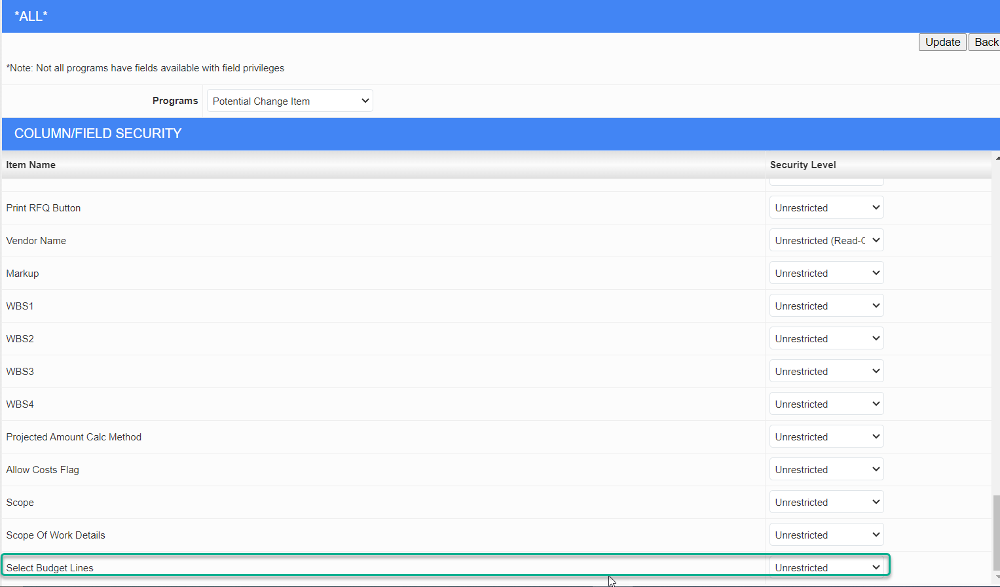 *ALL*
Update Back
*Note: Not all programs have fields available with field privileges
Programs Potential Change Item
COLUMN/FIELD SECURITY
Item Name Security Level
Print RFQ Button Unrestricted
Vendor Name Unrestricted (Read-
Markup Unrestricted
WBS1 Unrestricted
WBS2 Unrestricted
WBS3 Unrestricted
WBS4 Unrestricted
Projected Amount Calc Method Unrestricted
Allow Costs Flag Unrestricted
Scope Unrestricted
Scope Of Work Details Unrestricted
Select Budget Lines Unrestricted